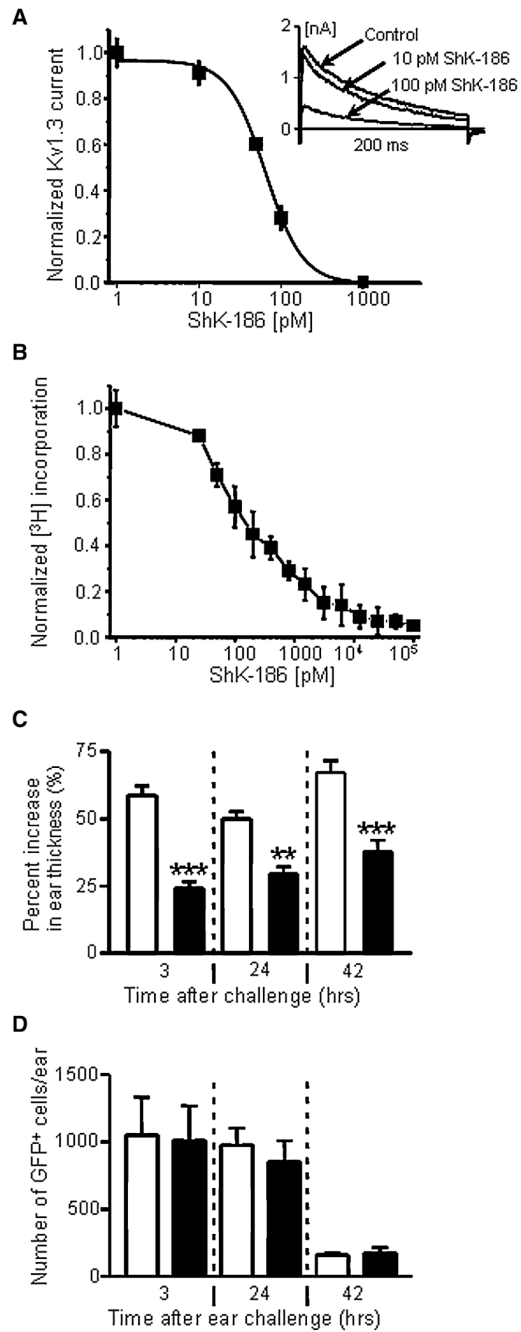 A
Normalized Kv1.3 current
1.0
0.8
0.6
0.4
0.2
0.0
1
10
100
1000
ShK-186 [pM]
[nA]
2
1
0
Control
10 pM ShK-186
100 pM ShK-186
200 ms
B
Normalized [³H] incorporation
1.0
0.8
0.6
0.4
0.2
0.0
1
10
100
1000
10⁴
10⁵
ShK-186 [pM]
C
Percent increase
in ear thickness (%)
75
50
25
0
***
**
***
3
24
42
Time after challenge (hrs)
D
Number of GFP⁺ cells/ear
1500
1000
500
0
3
24
42
Time after ear challenge (hrs)